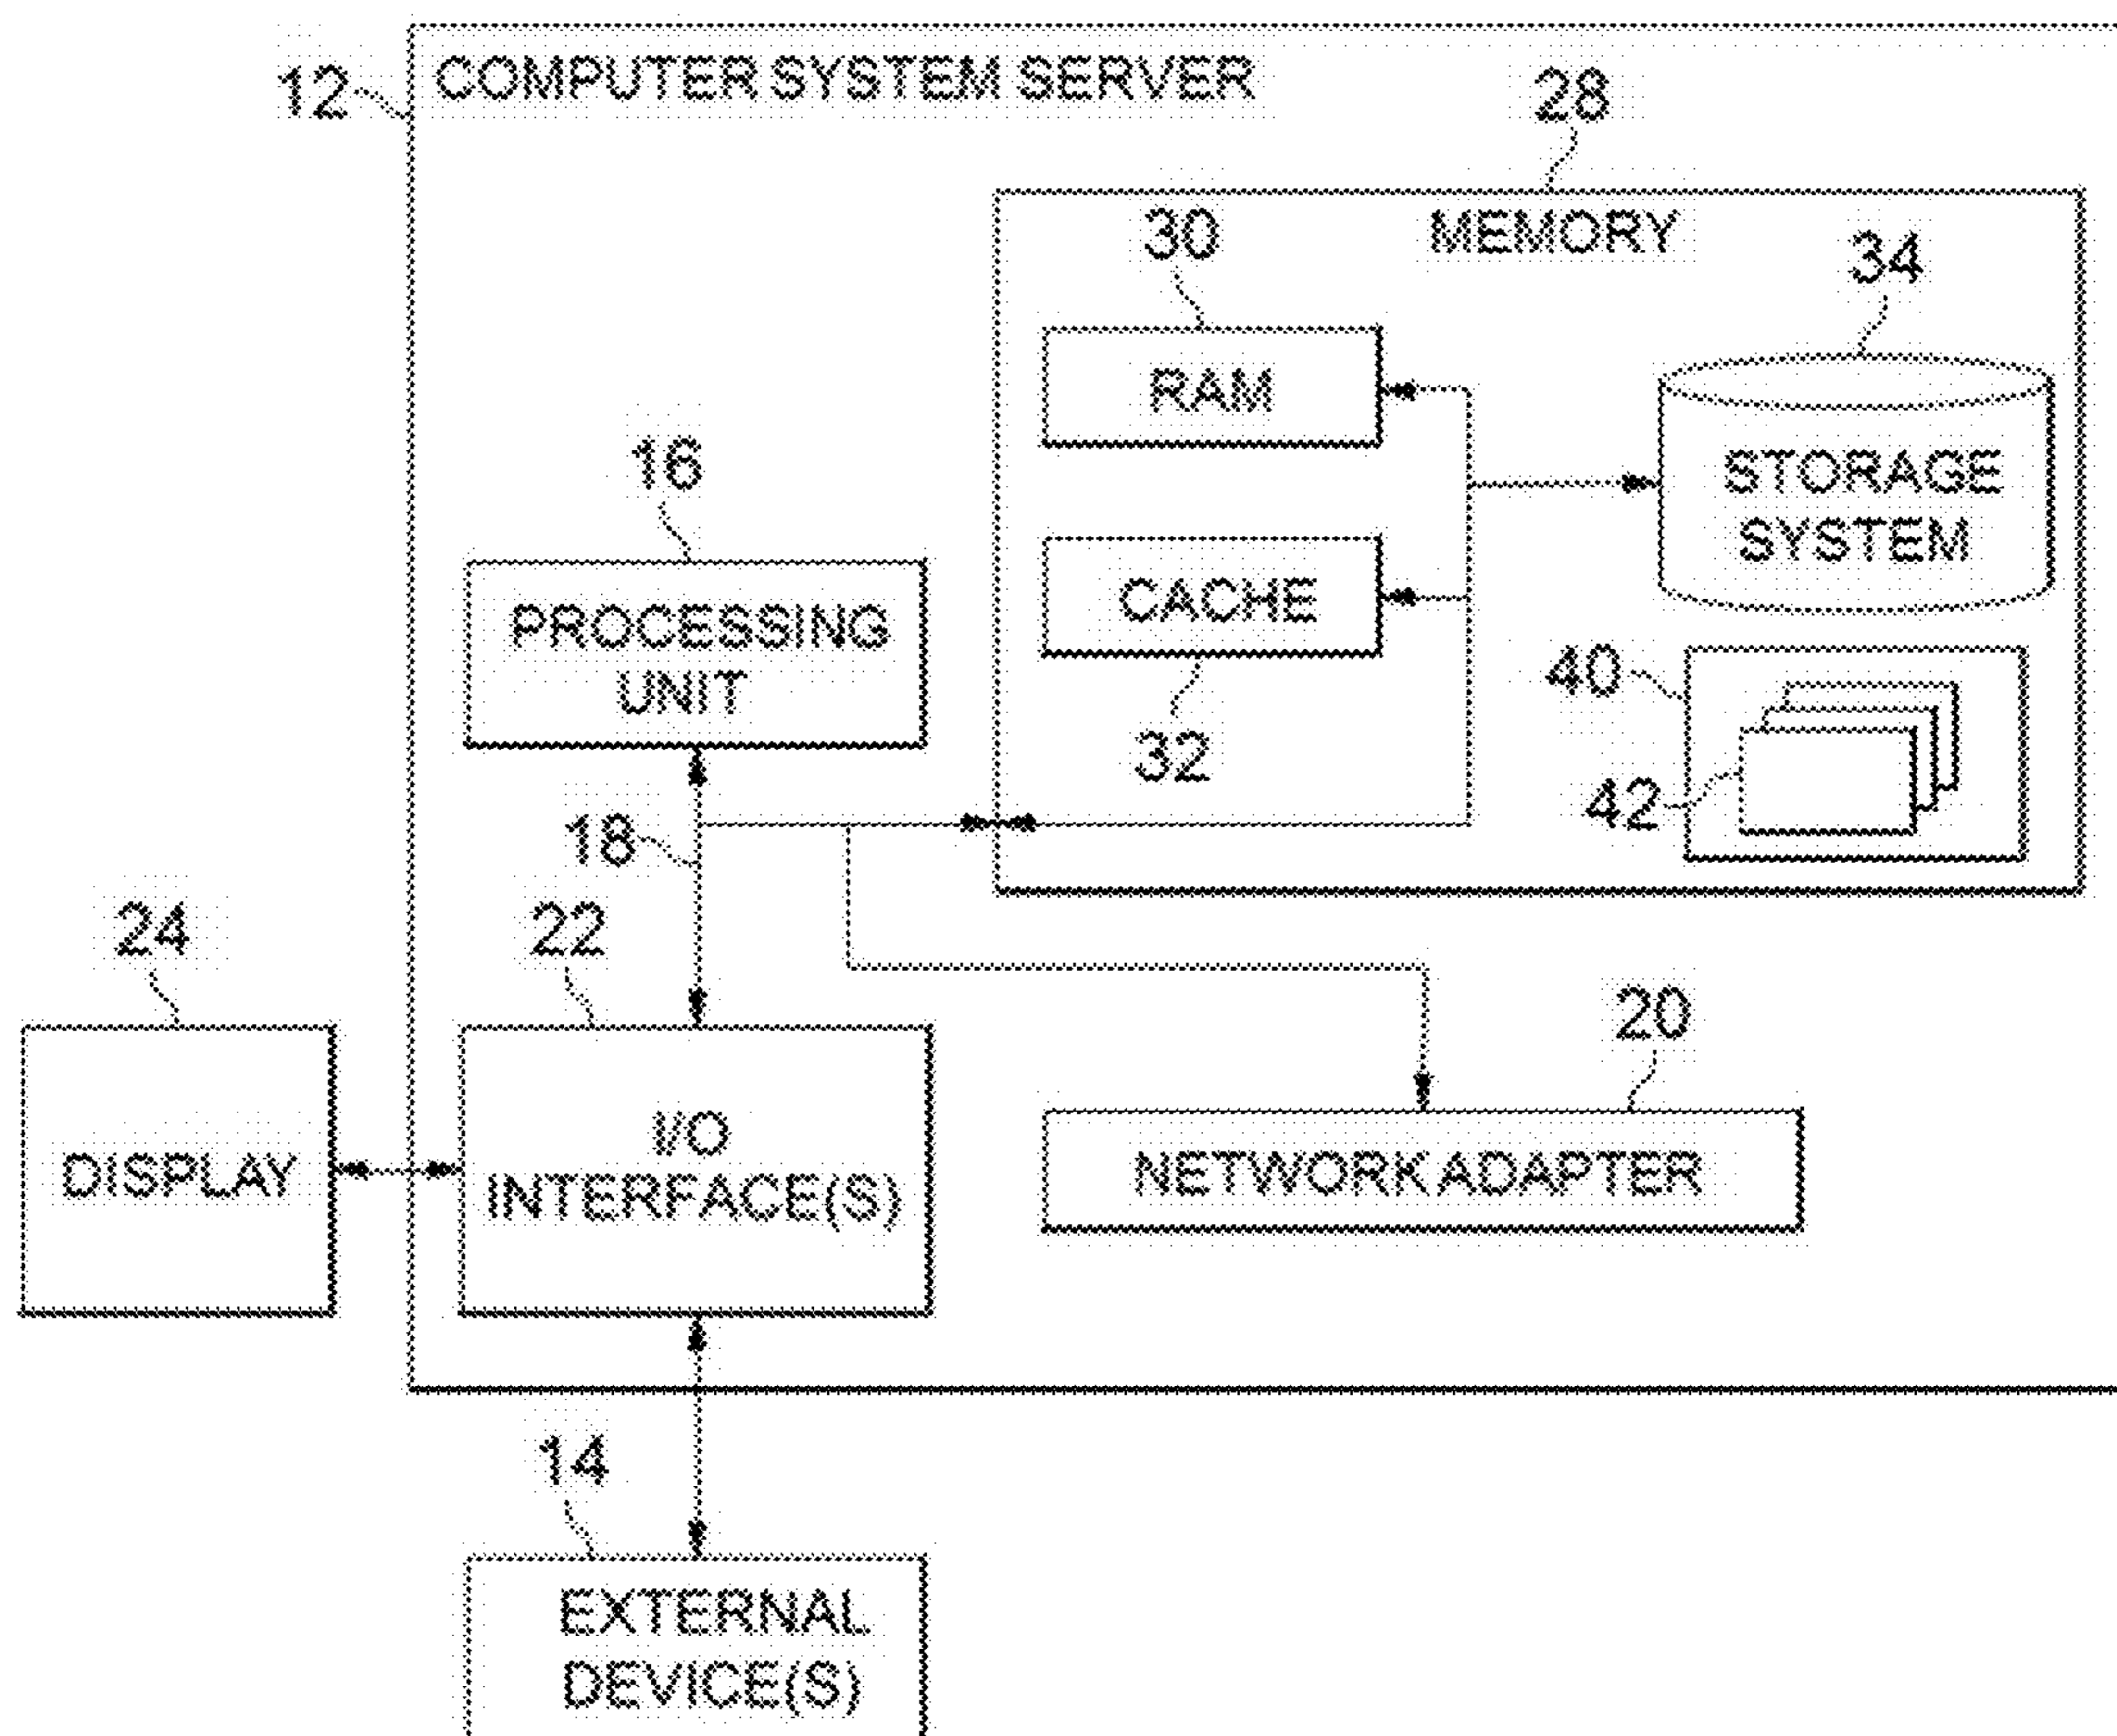 12
COMPUTER SYSTEM SERVER
28
MEMORY
30
34
RAM
STORAGE
SYSTEM
16
PROCESSING
UNIT
CACHE
32
40
42
18
24
22
20
DISPLAY
I/O
INTERFACE(S)
NETWORK ADAPTER
14
EXTERNAL
DEVICE(S)